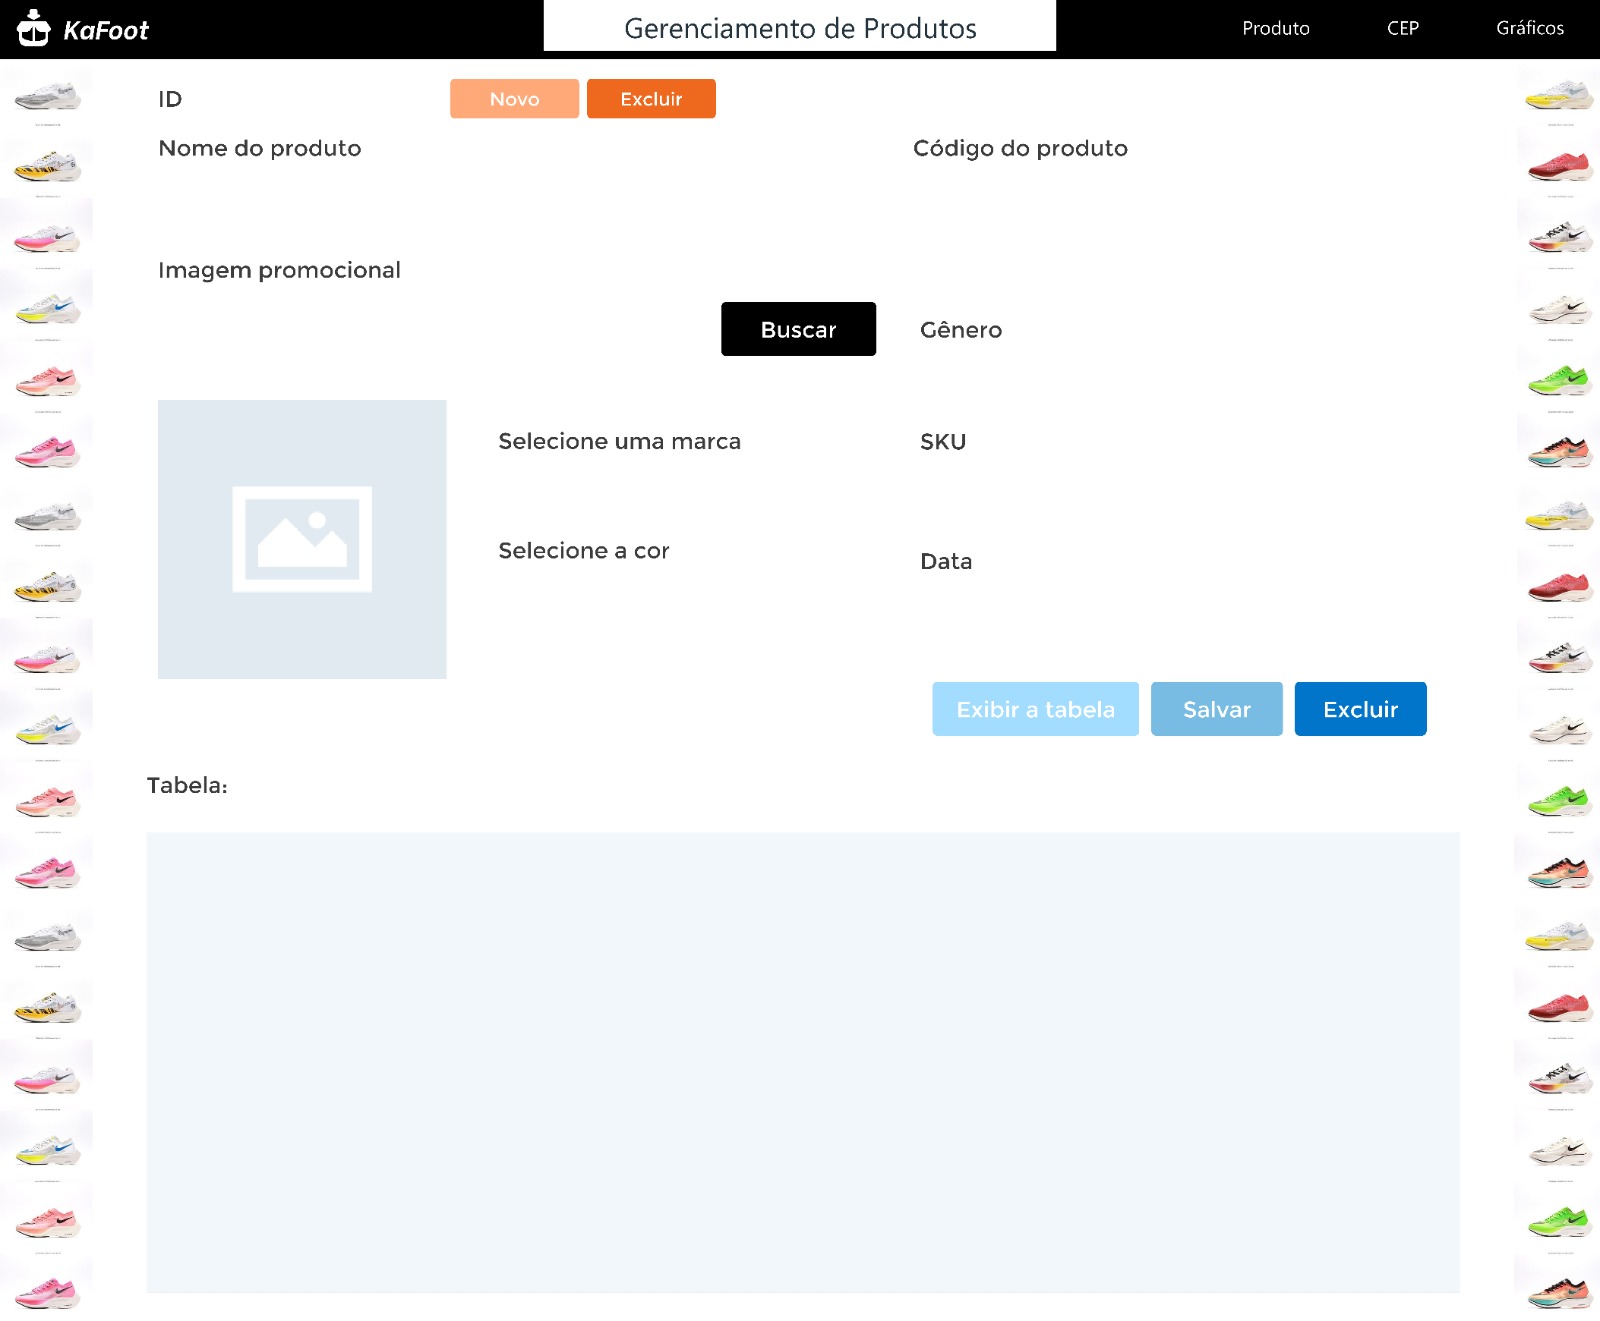 KaFoot
Gerenciamento de Produtos
Produto
CEP
Gráficos
ID
Novo
Excluir
Nome do produto
Código do produto
Imagem promocional
Buscar
Gênero
Selecione uma marca
SKU
Selecione a cor
Data
Exibir a tabela
Salvar
Excluir
Tabela: